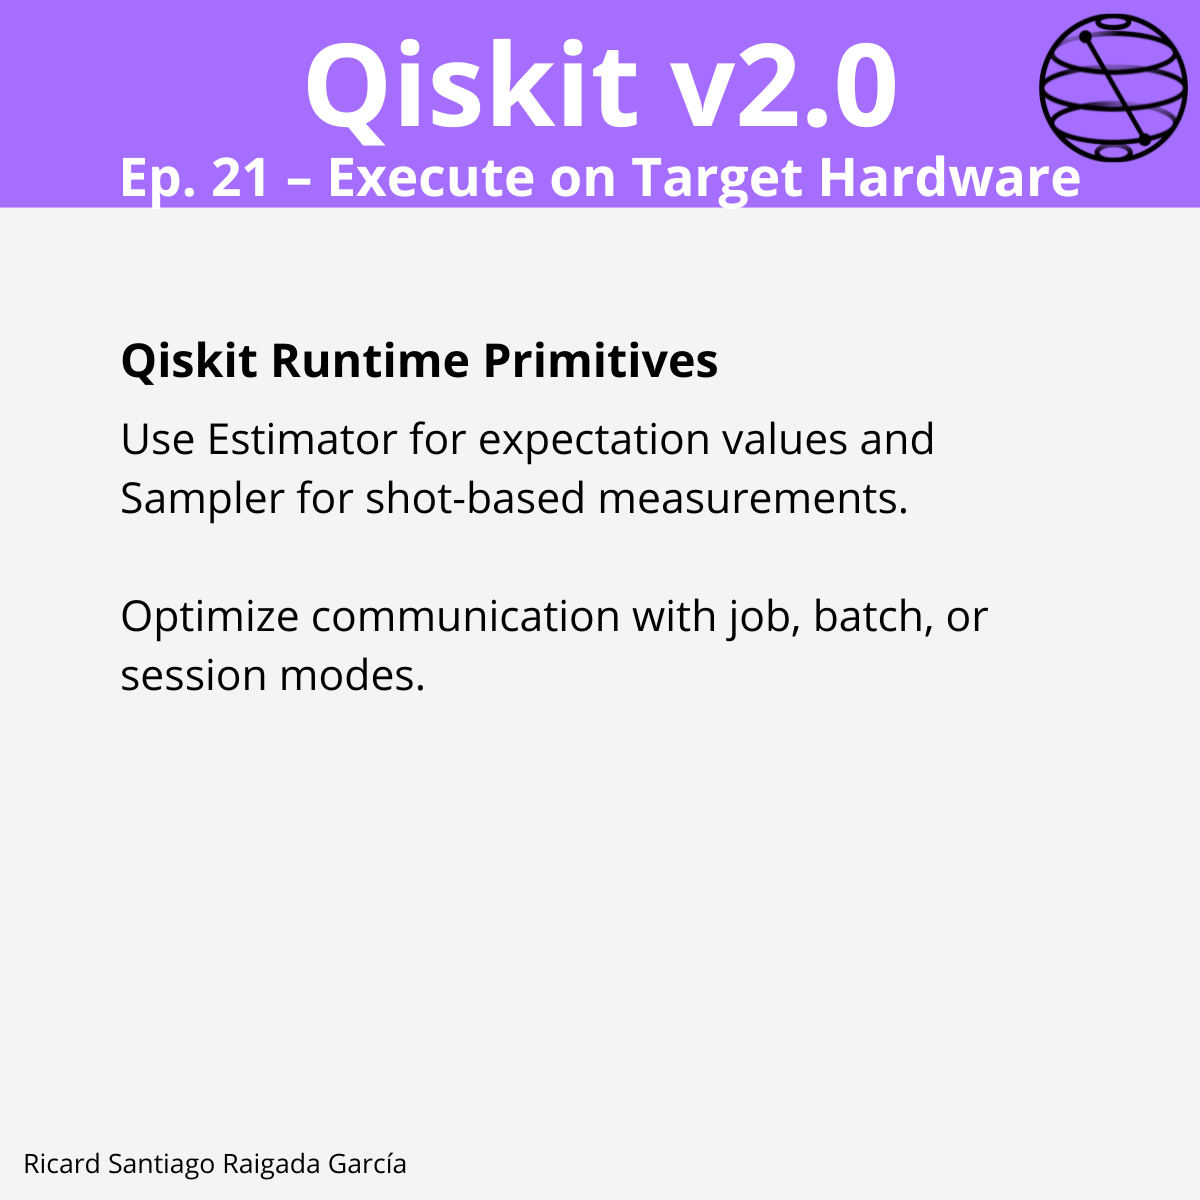 Qiskit v2.0
Ep. 21 – Execute on Target Hardware
Qiskit Runtime Primitives
Use Estimator for expectation values and
Sampler for shot-based measurements.
Optimize communication with job, batch, or
session modes.
Ricard Santiago Raigada García